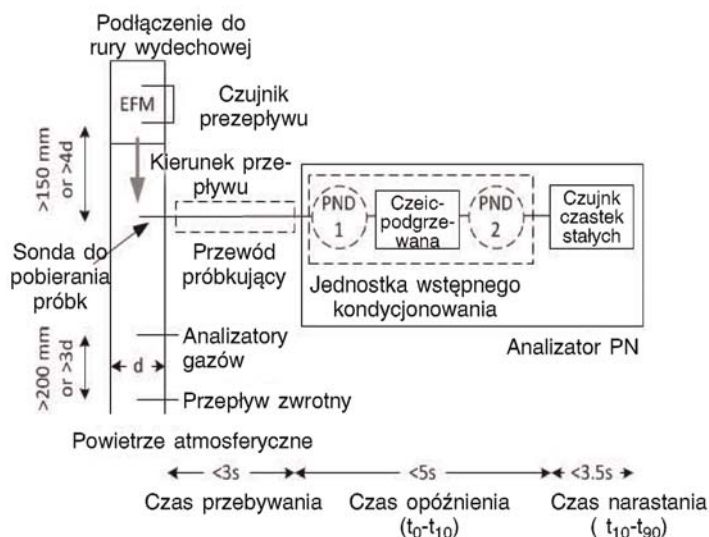 Podłączenie do
rury wydechowej
EFM
Czujnik
prezepływu
>150 mm
or >4d
Kierunek prze-
pływu
PND
1
Czeic-
podgrze-
wana
PND
2
Czujnk
czastek
stałych
Sonda do
pobierania
próbk
Przewód
próbkujący
Jednostka wstępnego
kondycjonowania
Analizator PN
>200 mm
or >3d
d
Analizatory
gazów
Przepływ zwrotny
Powietrze atmosferyczne
<3s
<5s
<3.5s
Czas przebywania
Czas opóźnienia
(t0-t10)
Czas narastania
( t10-t90)